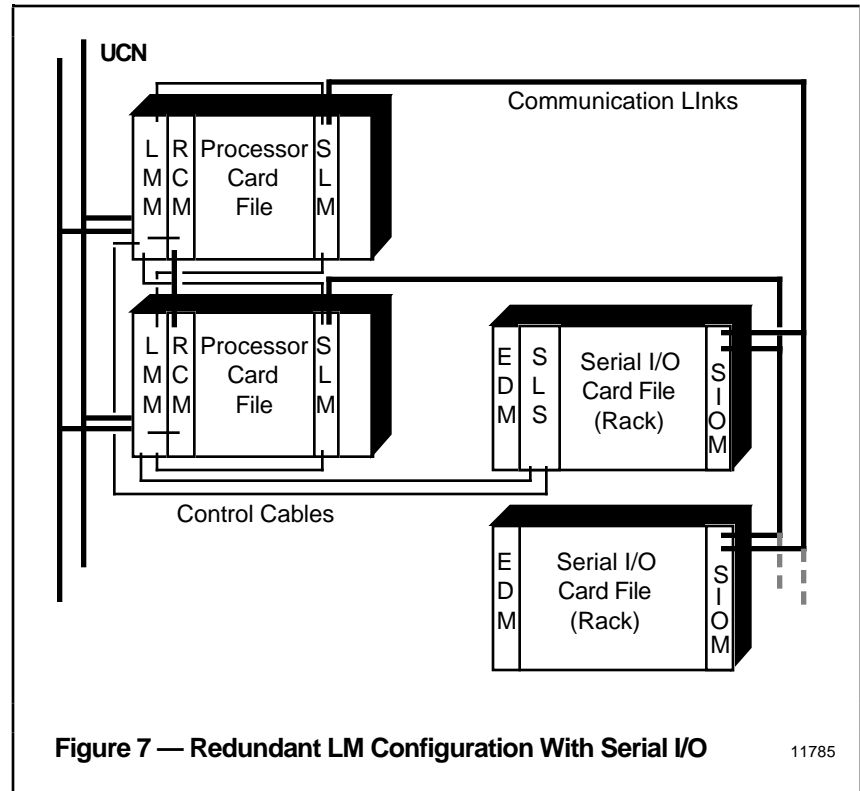 UCN
Communication LInks
L
M
M
R
C
M
Processor
Card
File
S
L
M
L
M
M
R
C
M
Processor
Card
File
S
L
M
E
D
M
S
L
S
Serial I/O
Card File
(Rack)
S
I
O
M
Control Cables
E
D
M
Serial I/O
Card File
(Rack)
S
I
O
M
Figure 7 — Redundant LM Configuration With Serial I/O
11785